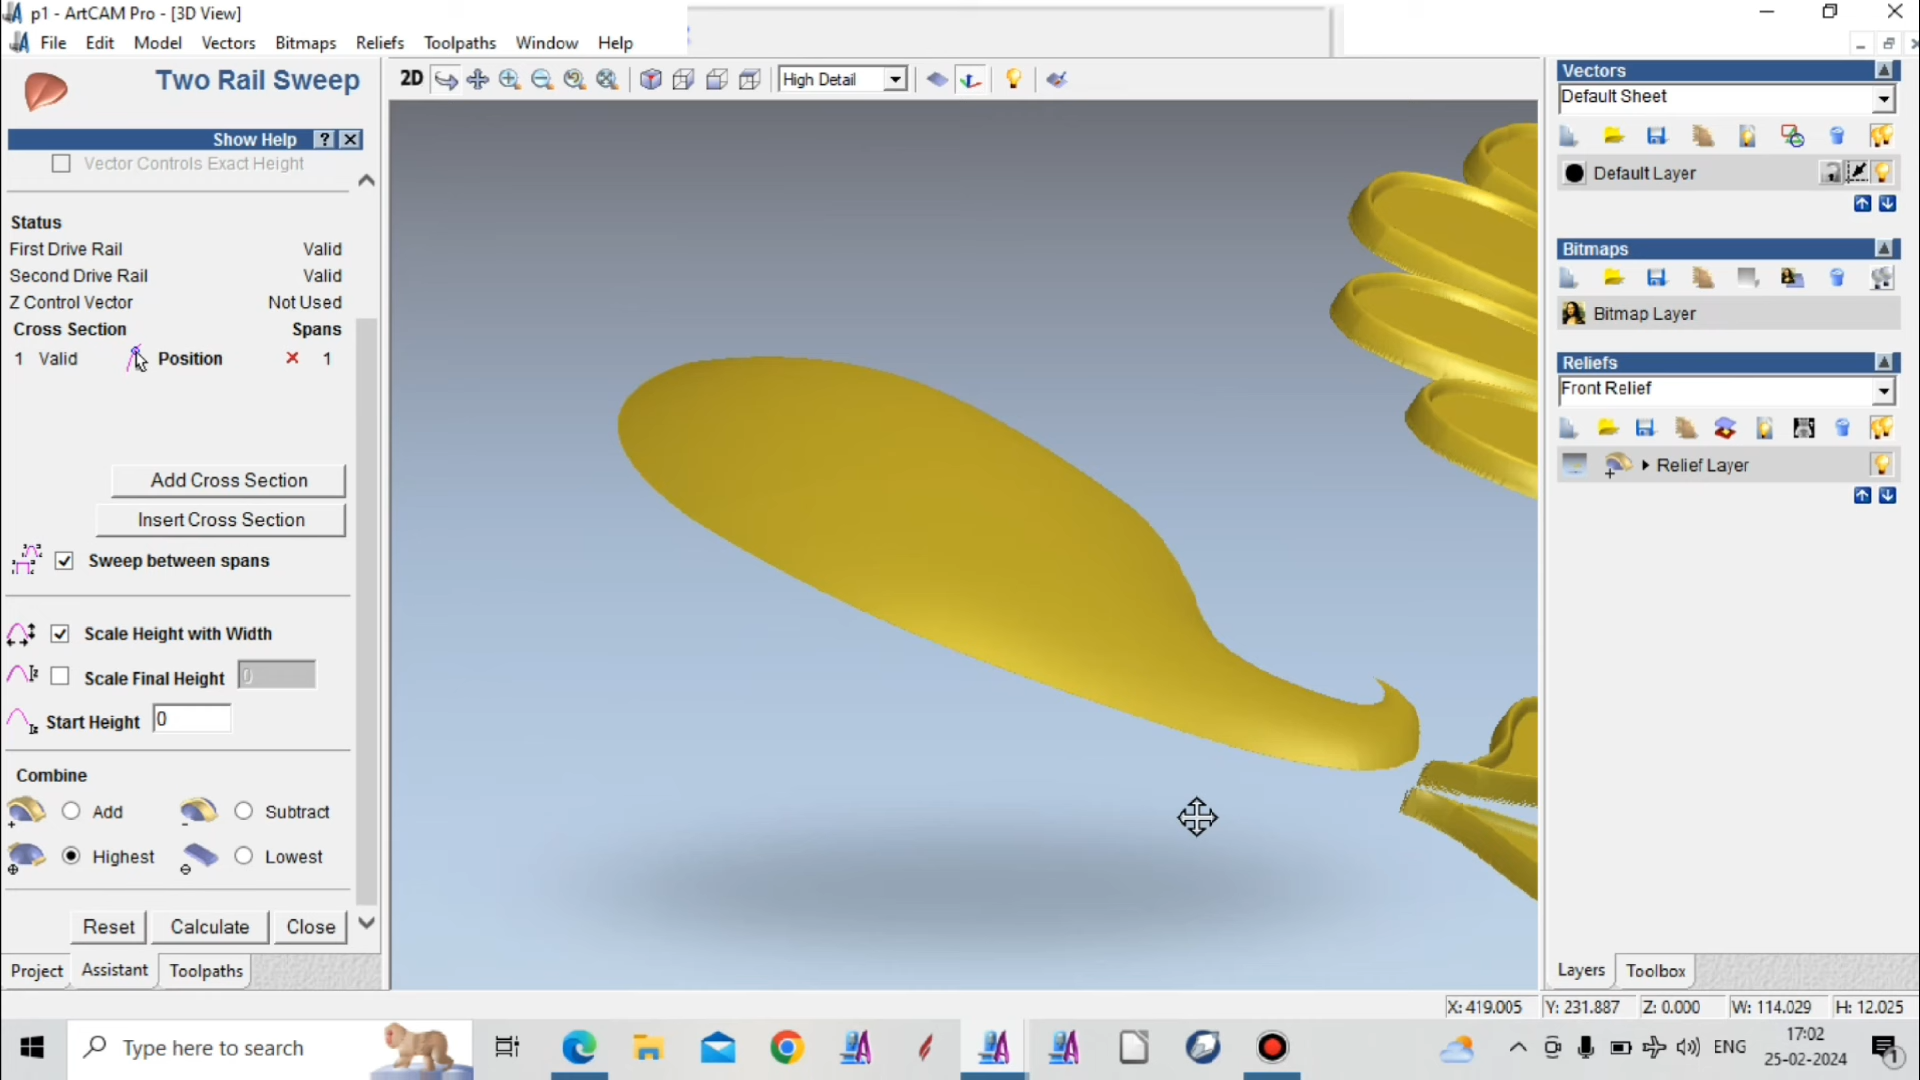 p1 - ArtCAM Pro - [3D View]
File Edit Model Vectors Bitmaps Reliefs Toolpaths Window Help
Two Rail Sweep
Show Help ? X
Vector Controls Exact Height
Status
First Drive Rail Valid
Second Drive Rail Valid
Z Control Vector Not Used
Cross Section Spans
1 Valid Position 1
Add Cross Section
Insert Cross Section
Sweep between spans
Scale Height with Width
Scale Final Height 0
Start Height 0
Combine
Add Subtract
Highest Lowest
Reset Calculate Close
Project Assistant Toolpaths
2D High Detail
Vectors
Default Sheet
Default Layer
Bitmaps
Bitmap Layer
Reliefs
Front Relief
Relief Layer
Layers Toolbox
X: 419.005 Y: 231.887 Z: 0.000 W: 114.029 H: 12.025
Type here to search
ENG
17:02
25-02-2024
1